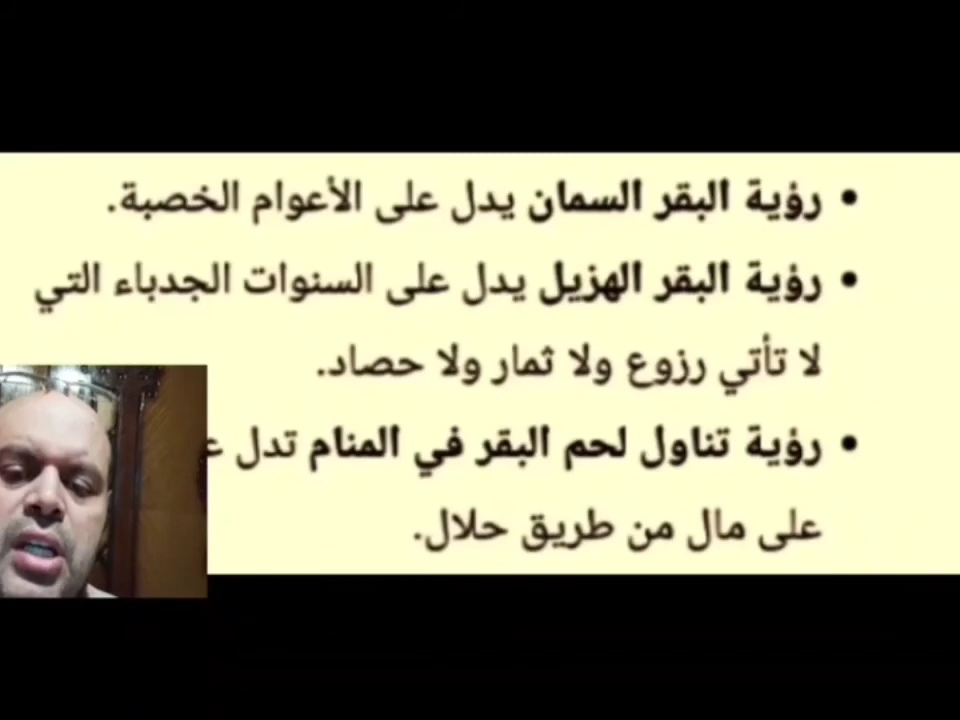 • رؤية البقر السمان يدل على الأعوام الخصبة.
• رؤية البقر الهزيل يدل على السنوات الجدباء التي
لا تأتي رزوع ولا ثمار ولا حصاد.
• رؤية تناول لحم البقر في المنام تدل
على مال من طريق حلال.